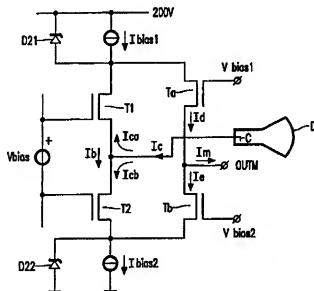 200V
D21
I bias1
V bias1
T1
Ta
Ica
Id
D
Vbias
+
Ib
Ic
C
Icb
Im
OUTM
Ie
T2
Tb
V bias2
D22
I bias2